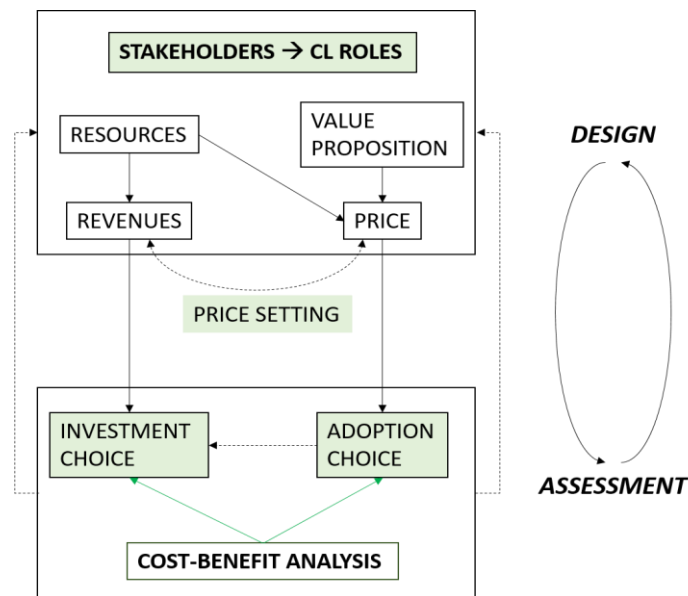 STAKEHOLDERS → CL ROLES
RESOURCES
VALUE
PROPOSITION
DESIGN
REVENUES
PRICE
PRICE SETTING
INVESTMENT
CHOICE
ADOPTION
CHOICE
ASSESSMENT
COST-BENEFIT ANALYSIS